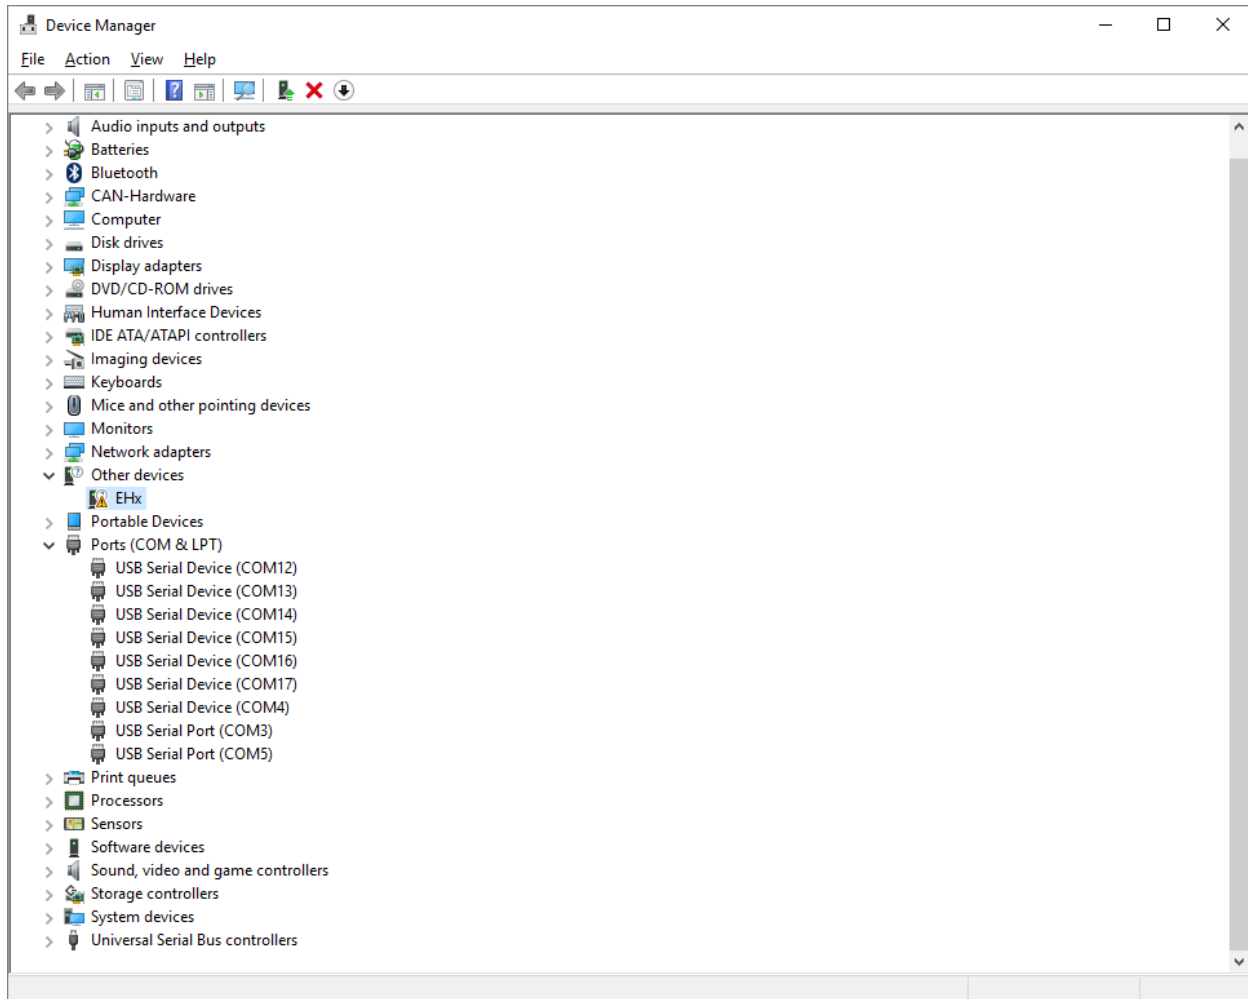 Device Manager
File Action View Help
Audio inputs and outputs
Batteries
Bluetooth
CAN-Hardware
Computer
Disk drives
Display adapters
DVD/CD-ROM drives
Human Interface Devices
IDE ATA/ATAPI controllers
Imaging devices
Keyboards
Mice and other pointing devices
Monitors
Network adapters
Other devices
EHx
Portable Devices
Ports (COM & LPT)
USB Serial Device (COM12)
USB Serial Device (COM13)
USB Serial Device (COM14)
USB Serial Device (COM15)
USB Serial Device (COM16)
USB Serial Device (COM17)
USB Serial Device (COM4)
USB Serial Port (COM3)
USB Serial Port (COM5)
Print queues
Processors
Sensors
Software devices
Sound, video and game controllers
Storage controllers
System devices
Universal Serial Bus controllers